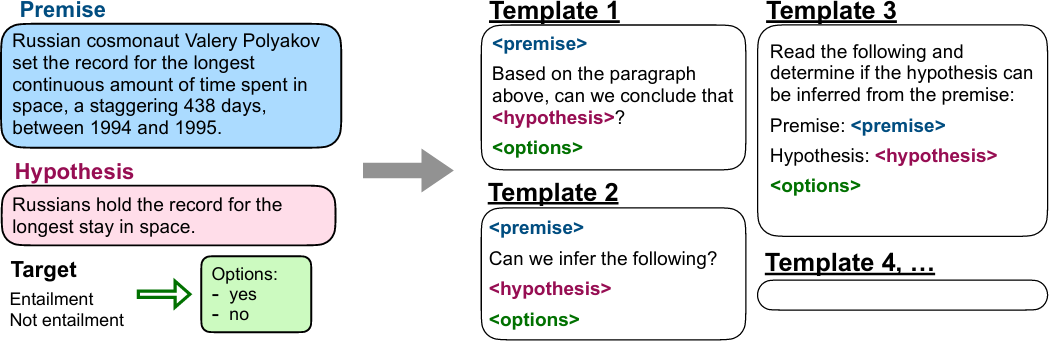 Premise
Russian cosmonaut Valery Polyakov
set the record for the longest
continuous amount of time spent in
space, a staggering 438 days,
between 1994 and 1995.
Hypothesis
Russians hold the record for the
longest stay in space.
Target
Entailment
Not entailment
Options:
- yes
- no
Template 1
<premise>
Based on the paragraph
above, can we conclude that
<hypothesis>?
<options>
Template 2
<premise>
Can we infer the following?
<hypothesis>
<options>
Template 3
Read the following and
determine if the hypothesis can
be inferred from the premise:
Premise: <premise>
Hypothesis: <hypothesis>
<options>
Template 4, …